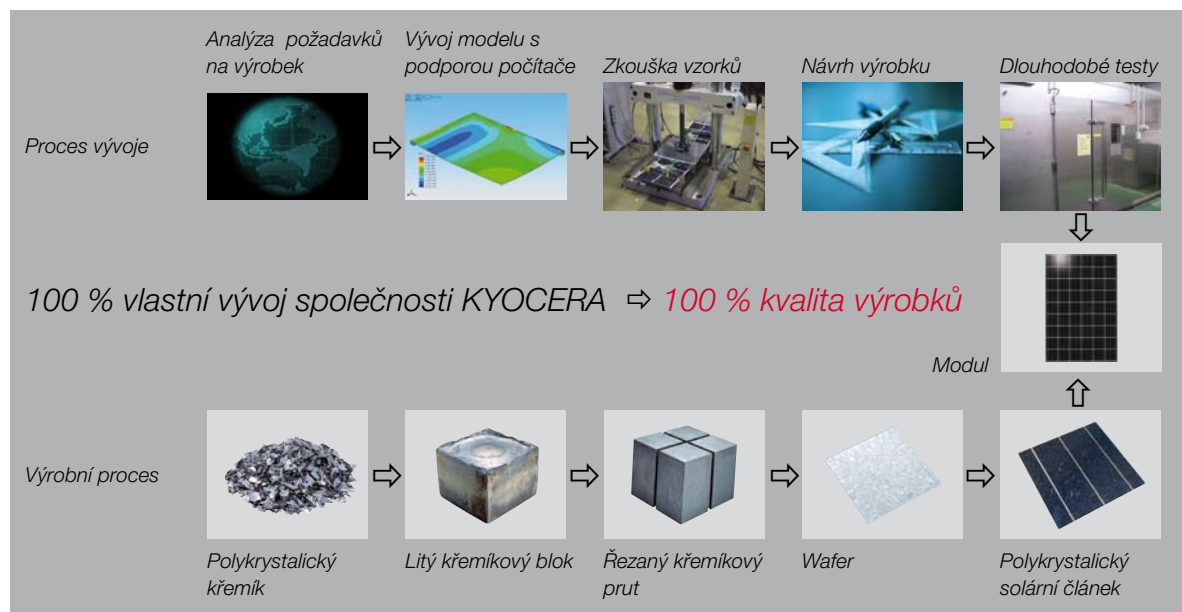 Analýza požadavků
na výrobek
Vývoj modelu s
podporou počítače
Zkouška vzorků
Návrh výrobku
Dlouhodobé testy
Proces vývoje
100 % vlastní vývoj společnosti KYOCERA ⇨ 100 % kvalita výrobků
Modul
Výrobní proces
Polykrystalický
křemík
Litý křemíkový blok
Řezaný křemíkový
prut
Wafer
Polykrystalický
solární článek